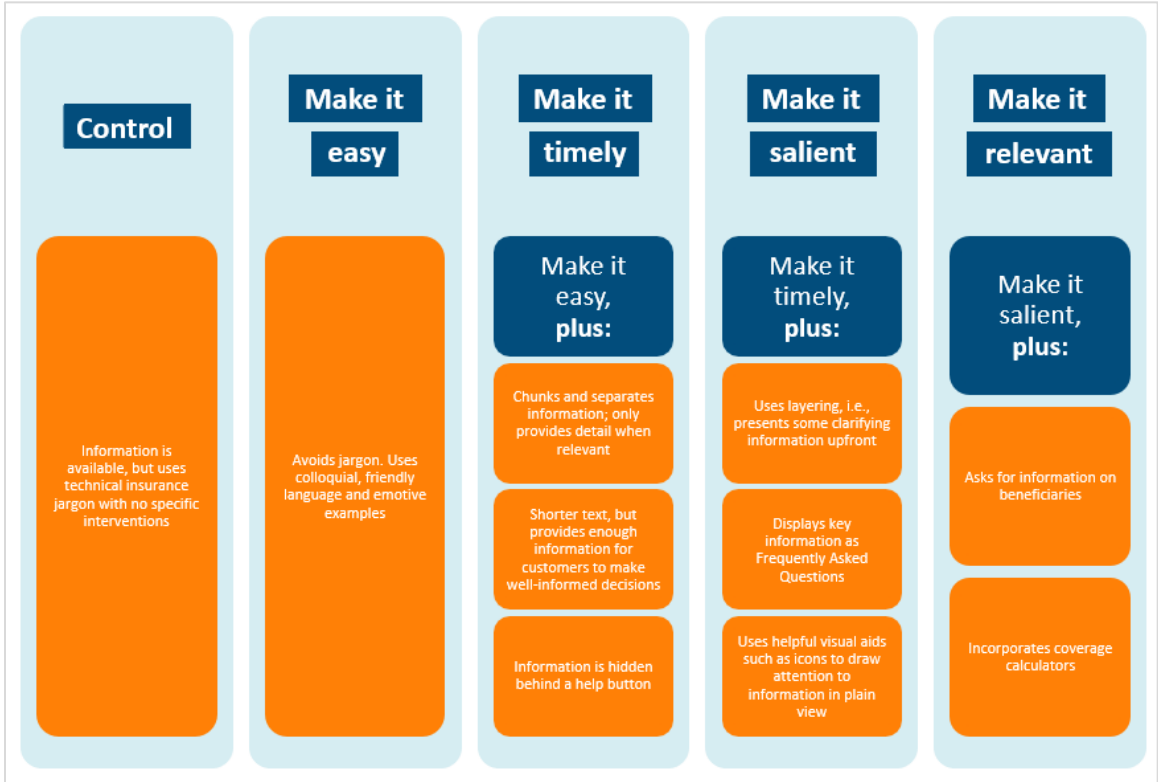 Control
Information is
available, but uses
technical insurance
jargon with no specific
interventions
Make it
easy
Avoids jargon. Uses
colloquial, friendly
language and emotive
examples
Make it
timely
Make it
easy,
plus:
Chunks and separates
information; only
provides detail when
relevant
Shorter text, but
provides enough
information for
customers to make
well-informed decisions
Information is hidden
behind a help button
Make it
salient
Make it
timely,
plus:
Uses layering, i.e.,
presents some clarifying
information upfront
Displays key
information as
Frequently Asked
Questions
Uses helpful visual aids
such as icons to draw
attention to
information in plain
view
Make it
relevant
Make it
salient,
plus:
Asks for information on
beneficiaries
Incorporates coverage
calculators